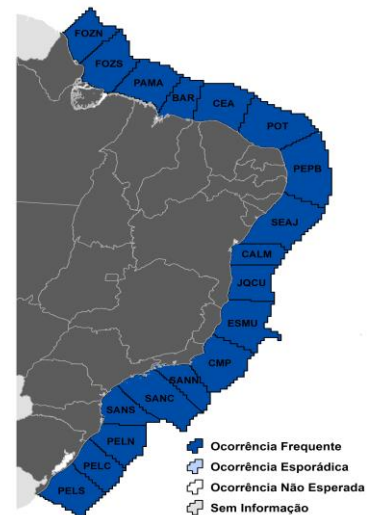 FOZN
FOZS
PAMA
BAR
CEA
POT
PEPB
SEAJ
CALM
JQCU
ESMU
CMP
SANN
SANC
SANS
PELN
PELC
PELS
Ocorrência Frequente
Ocorrência Esporádica
Ocorrência Não Esperada
Sem Informação